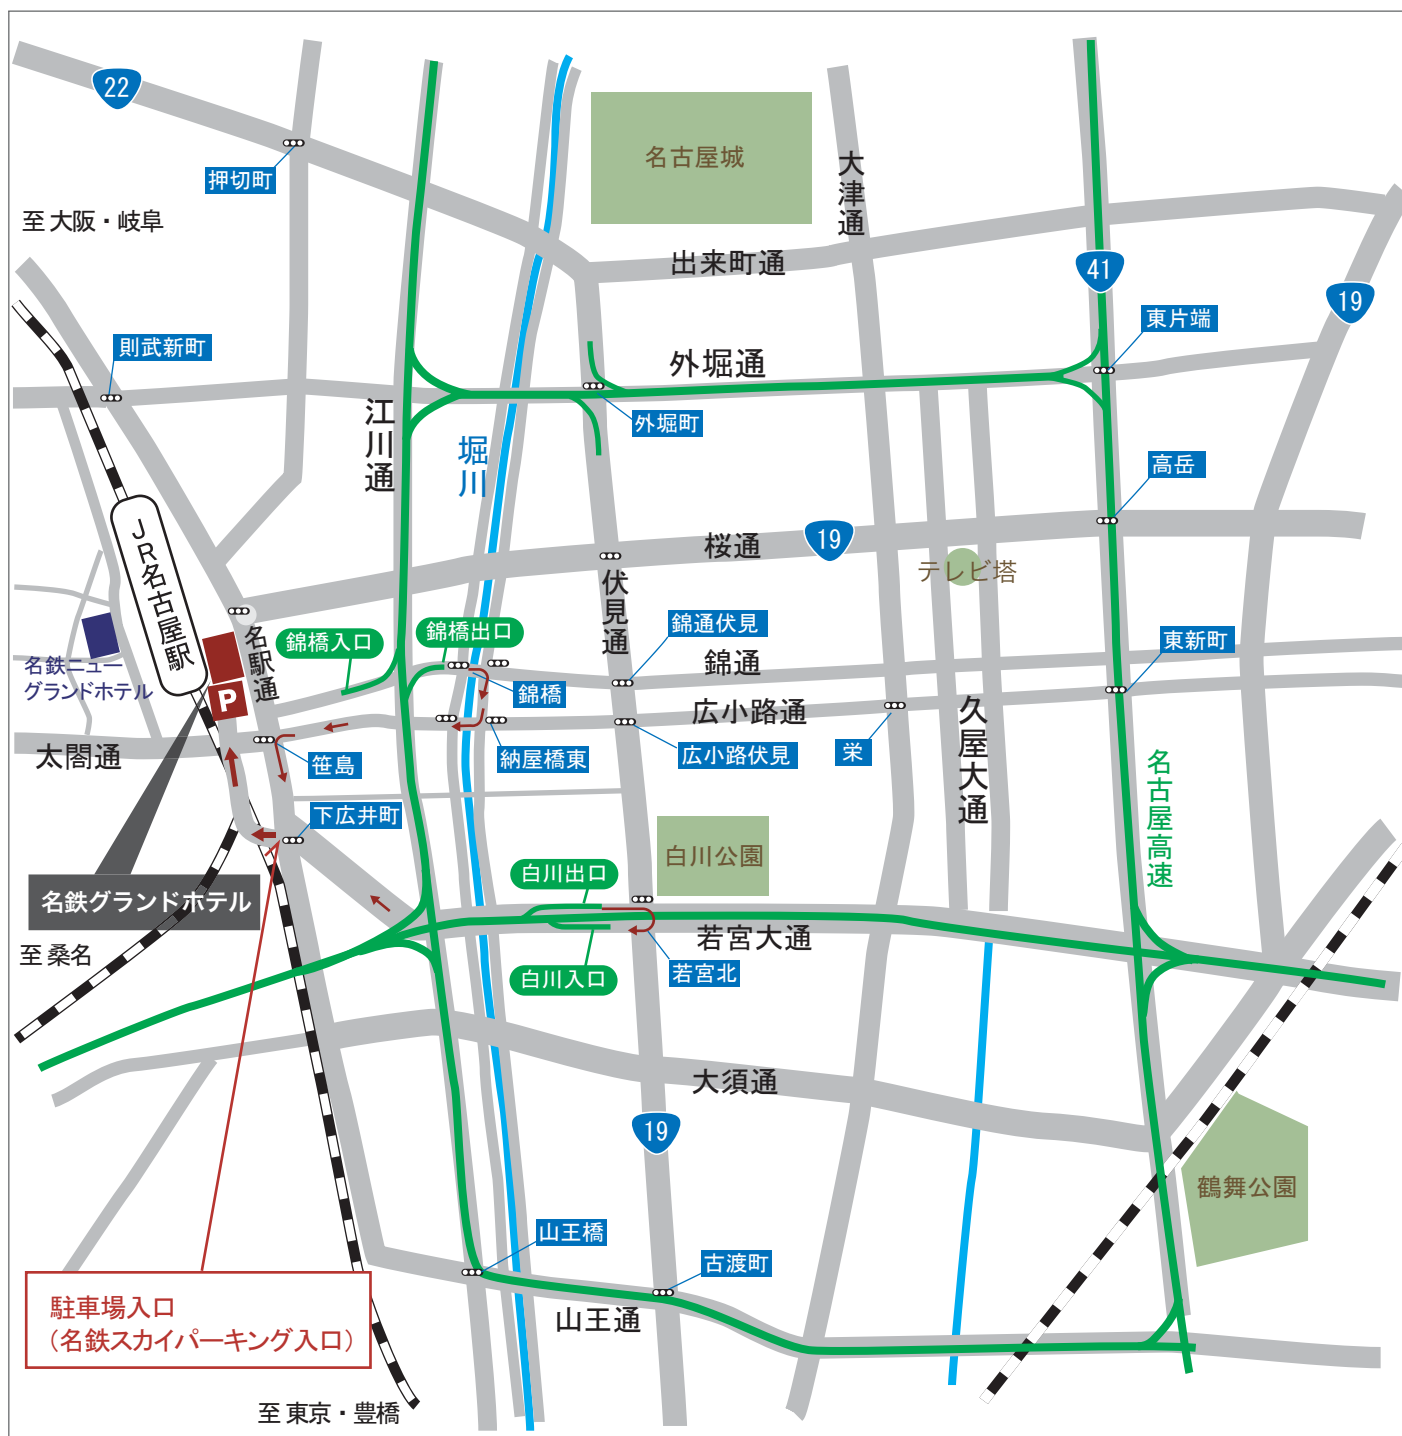 22
押切町
至 大阪・岐阜
名古屋城
大津通
出来町通
41
19
東片端
則武新町
外堀通
外堀町
江川通
堀川
高岳
桜通
19
テレビ塔
JR名古屋駅
伏見通
名駅通
錦橋入口
錦橋出口
錦通伏見
錦通
東新町
名鉄ニュー
グランドホテル
P
錦橋
広小路通
久屋大通
太閤通
笹島
納屋橋東
広小路伏見
栄
名古屋高速
下広井町
白川公園
白川出口
名鉄グランドホテル
若宮大通
至 桑名
白川入口
若宮北
大須通
19
鶴舞公園
山王橋
古渡町
駐車場入口
（名鉄スカイパーキング入口）
山王通
至 東京・豊橋